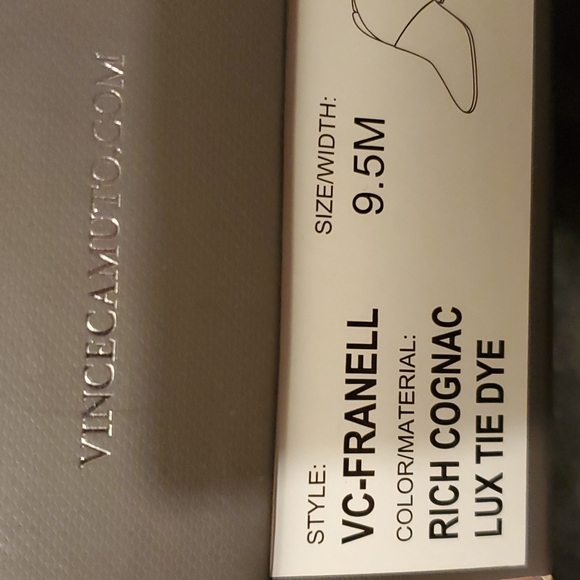 VINCECAMUTO.COM
STYLE:
VC-FRANELL
COLOR/MATERIAL:
RICH COGNAC
LUX TIE DYE
SIZE/WIDTH:
9.5M